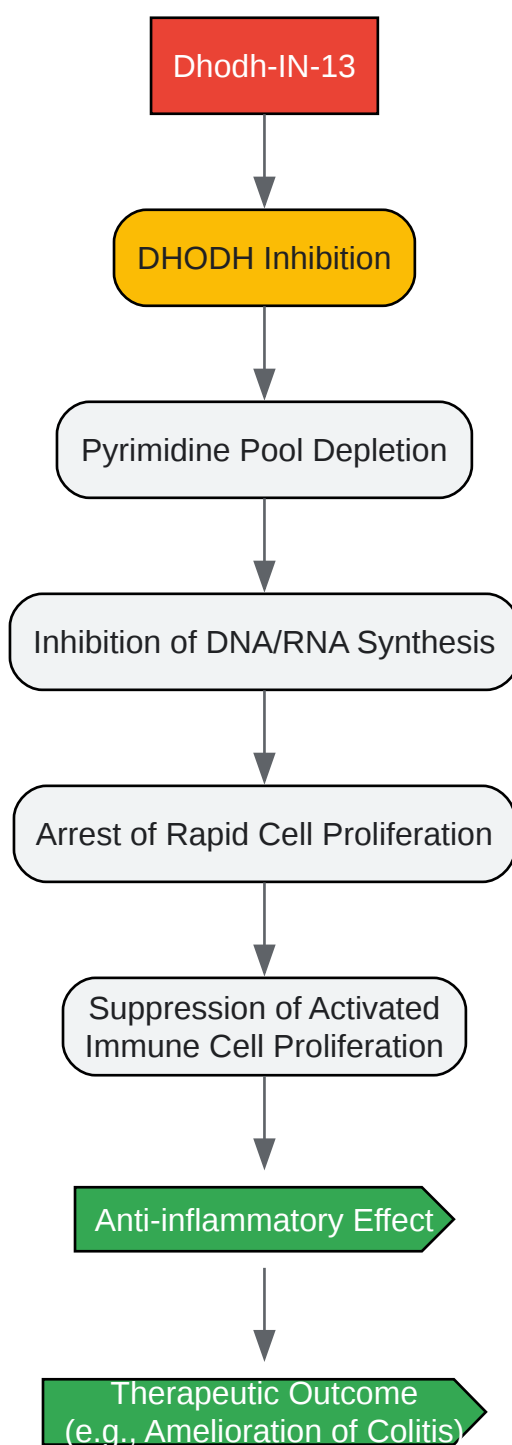 Dhodh-IN-13
DHODH Inhibition
Pyrimidine Pool Depletion
Inhibition of DNA/RNA Synthesis
Arrest of Rapid Cell Proliferation
Suppression of Activated
Immune Cell Proliferation
Anti-inflammatory Effect
Therapeutic Outcome
(e.g., Amelioration of Colitis)